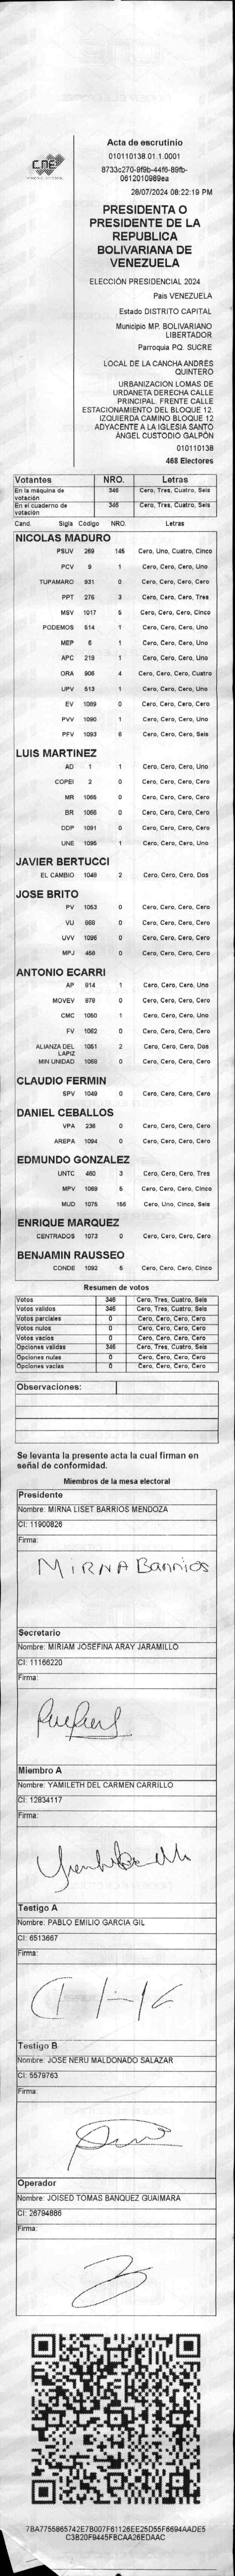 CNE
Acta de escrutinio
010110138.01.1.0001
28/07/2024 08:22:19 PM
PRESIDENTA O
PRESIDENTE DE LA
REPUBLICA
BOLIVARIANA DE
VENEZUELA
ELECCIÓN PRESIDENCIAL 2024
Pais VENEZUELA
Estado DISTRITO CAPITAL
Municipio MP. BOLIVARIANO
LIBERTADOR
Parroquia PQ. SUCRE
LOCAL DE LA CANCHA ANDRES
QUINTERO
URBANIZACION LOMAS DE
URDANETA DERECHA CALLE
PRINCIPAL. FRENTE CALLE
ESTACIONAMIENTO DEL BLOQUE 12.
IZQUIERDA CAMINO BLOQUE 12
ADYACENTE A LA IGLESIA SANTO
ÁNGEL CUSTODIO GALPÓN
010110138
468 Electores
Votantes NRO. Letras
En la máquina de votación 346 Cero, Tres, Cuatro, Seis
En el cuaderno de votación 346 Cero, Tres, Cuatro, Seis
Cand. Sigla Codigo NRO. Letras
NICOLAS MADURO
PSUV 269 145 Cero, Uno, Cuatro, Cinco
PCV 9 1 Cero, Cero, Cero, Uno
TUPAMARO 931 0 Cero, Cero, Cero, Cero
PPT 276 3 Cero, Cero, Cero, Tres
MSV 1017 5 Cero, Cero, Cero, Cinco
PODEMOS 514 1 Cero, Cero, Cero, Uno
MEP 6 1 Cero, Cero, Cero, Uno
APC 219 1 Cero, Cero, Cero, Uno
ORA 906 4 Cero, Cero, Cero, Cuatro
UPV 513 1 Cero, Cero, Cero, Uno
EV 1089 0 Cero, Cero, Cero, Cero
PVV 1090 1 Cero, Cero, Cero, Uno
PFV 1093 6 Cero, Cero, Cero, Seis
LUIS MARTINEZ
AD 1 1 Cero, Cero, Cero, Uno
COPEI 2 0 Cero, Cero, Cero, Cero
MR 1065 0 Cero, Cero, Cero, Cero
BR 1066 0 Cero, Cero, Cero, Cero
DDP 1091 0 Cero, Cero, Cero, Cero
UNE 1095 1 Cero, Cero, Cero, Uno
JAVIER BERTUCCI
EL CAMBIO 1048 2 Cero, Cero, Cero, Dos
JOSE BRITO
PV 1053 0 Cero, Cero, Cero, Cero
VU 868 0 Cero, Cero, Cero, Cero
UVV 1096 0 Cero, Cero, Cero, Cero
MPJ 458 0 Cero, Cero, Cero, Cero
ANTONIO ECARRI
AP 814 1 Cero, Cero, Cero, Uno
MOVEV 978 0 Cero, Cero, Cero, Cero
CMC 1050 1 Cero, Cero, Cero, Uno
FV 1062 0 Cero, Cero, Cero, Cero
ALIANZA DEL LAPIZ 1051 2 Cero, Cero, Cero, Dos
MIN UNIDAD 1068 0 Cero, Cero, Cero, Cero
CLAUDIO FERMIN
SPV 1049 0 Cero, Cero, Cero, Cero
DANIEL CEBALLOS
VPA 236 0 Cero, Cero, Cero, Cero
AREPA 1094 0 Cero, Cero, Cero, Cero
EDMUNDO GONZALEZ
UNTC 460 3 Cero, Cero, Cero, Tres
MPV 1069 5 Cero, Cero, Cero, Cinco
MUD 1075 156 Cero, Uno, Cinco, Seis
ENRIQUE MARQUEZ
CENTRADOS 1073 0 Cero, Cero, Cero, Cero
BENJAMIN RAUSSEO
CONDE 1092 5 Cero, Cero, Cero, Cinco
Resumen de votos
Votos 346 Cero, Tres, Cuatro, Seis
Votos validos 346 Cero, Tres, Cuatro, Seis
Votos parciales 0 Cero, Cero, Cero, Cero
Votos nulos 0 Cero, Cero, Cero, Cero
Votos vacios 0 Cero, Cero, Cero, Cero
Opciones validas 346 Cero, Tres, Cuatro, Seis
Opciones nulas 0 Cero, Cero, Cero, Cero
Opciones vacias 0 Cero, Cero, Cero, Cero
Observaciones:
Se levanta la presente acta la cual firman en
señal de conformidad.
Miembros de la mesa electoral
Presidente
Nombre: MIRNA LISET BARRIOS MENDOZA
CI: 11900826
Firma:
MIRNA Barrios
Secretario
Nombre: MIRIAM JOSEFINA ARAY JARAMILLO
CI: 11166220
Firma:
Miembro A
Nombre: YAMILETH DEL CARMEN CARRILLO
CI: 12834117
Firma:
Testigo A
Nombre: PABLO EMILIO GARCIA GIL
CI: 6513667
Firma:
Testigo B
Nombre: JOSE NERU MALDONADO SALAZAR
CI: 5579763
Firma:
Operador
Nombre: JOISED TOMAS BANQUEZ GUAIMARA
CI: 26794886
Firma:
7BA7755865742E7B007F61126EE25D55F6694AADE5
C3B20F9445FBCAA26EDAAC